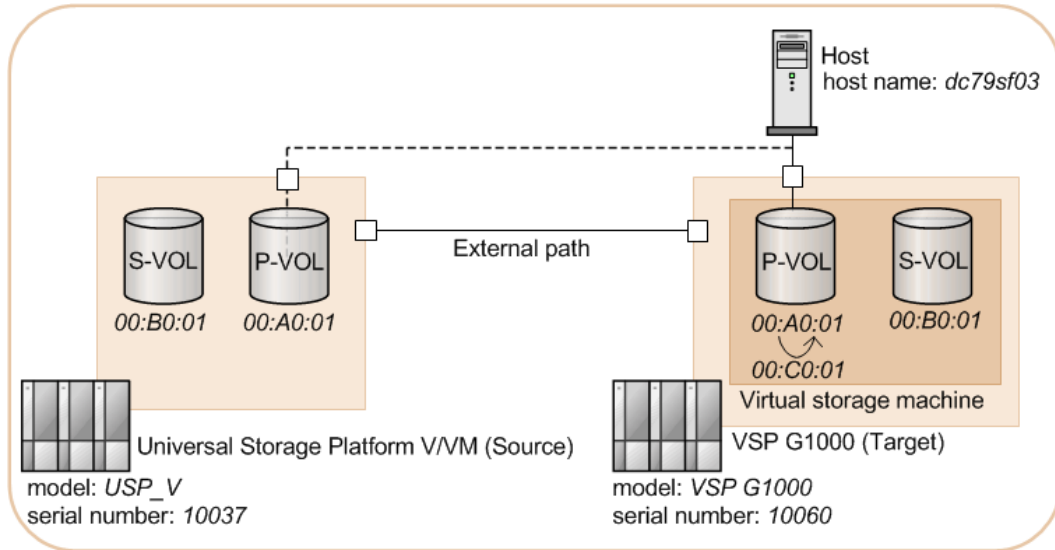 Host
host name: dc79sf03
S-VOL
P-VOL
00:B0:01
00:A0:01
External path
P-VOL
S-VOL
00:A0:01
00:B0:01
00:C0:01
Virtual storage machine
Universal Storage Platform V/VM (Source)
model: USP_V
serial number: 10037
VSP G1000 (Target)
model: VSP G1000
serial number: 10060